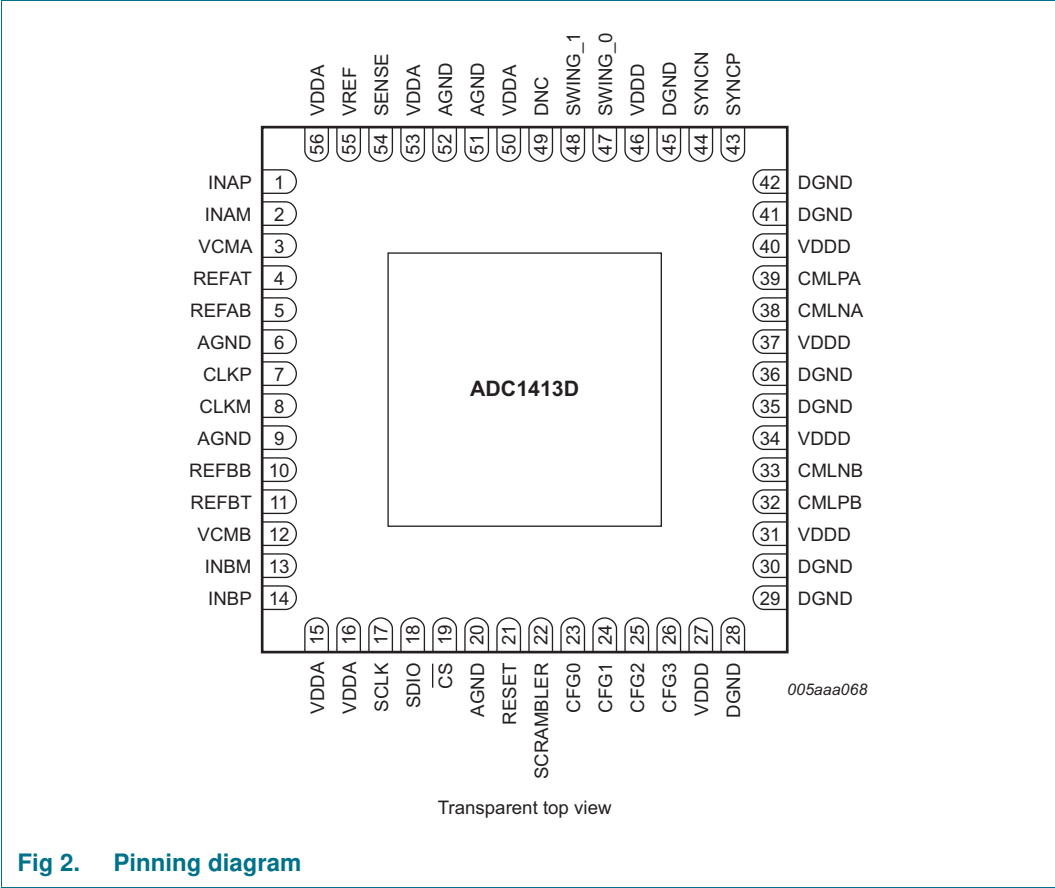 VDDA
VREF
SENSE
VDDA
AGND
AGND
VDDA
DNC
SWING_1
SWING_0
VDDD
DGND
SYNCN
SYNCP
56
55
54
53
52
51
50
49
48
47
46
45
44
43
INAP 1
INAM 2
VCMA 3
REFAT 4
REFAB 5
AGND 6
CLKP 7
CLKM 8
AGND 9
REFBB 10
REFBT 11
VCMB 12
INBM 13
INBP 14
ADC1413D
42 DGND
41 DGND
40 VDDD
39 CMLPA
38 CMLNA
37 VDDD
36 DGND
35 DGND
34 VDDD
33 CMLNB
32 CMLPB
31 VDDD
30 DGND
29 DGND
15
16
17
18
19
20
21
22
23
24
25
26
27
28
VDDA
VDDA
SCLK
SDIO
CS
AGND
RESET
SCRAMBLER
CFG0
CFG1
CFG2
CFG3
VDDD
DGND
005aaa068
Transparent top view
Fig 2. Pinning diagram